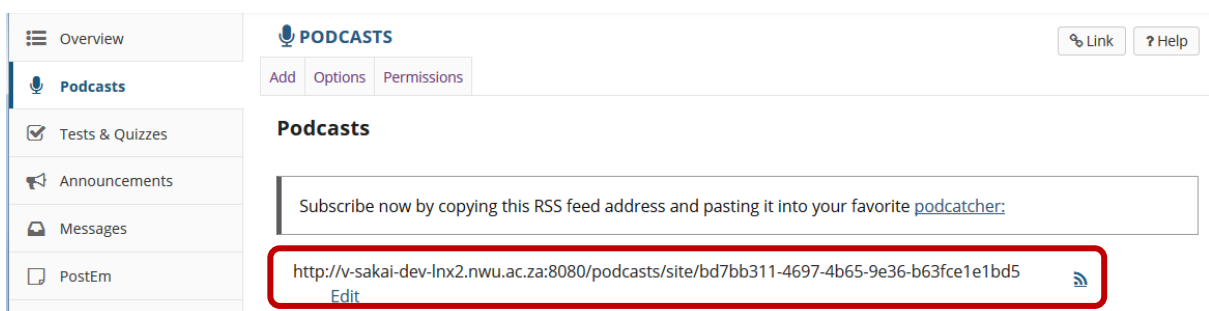 Overview
Podcasts
Tests & Quizzes
Announcements
Messages
PostEm
PODCASTS
Link
? Help
Add Options Permissions
Podcasts
Subscribe now by copying this RSS feed address and pasting it into your favorite podcatcher:
http://v-sakai-dev-lnx2.nwu.ac.za:8080/podcasts/site/bd7bb311-4697-4b65-9e36-b63fce1e1bd5
Edit